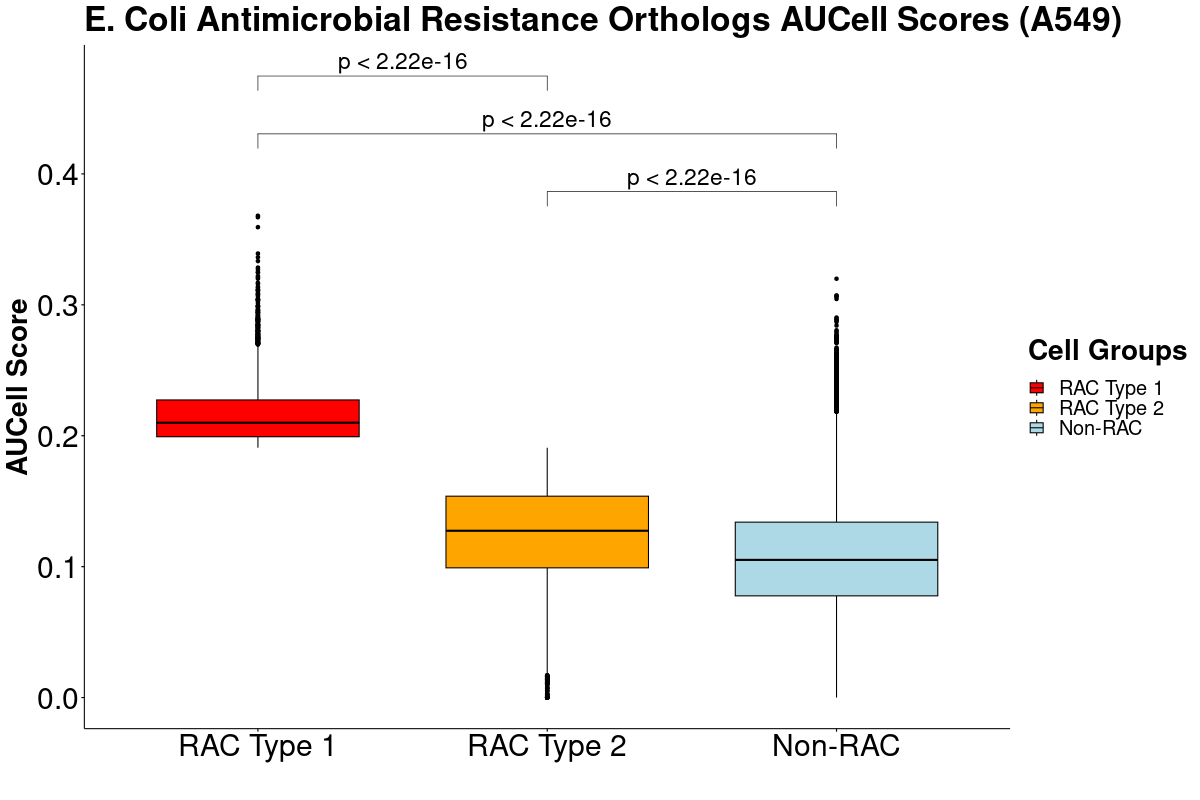 E. Coli Antimicrobial Resistance Orthologs AUCell Scores (A549)
p < 2.22e-16
p < 2.22e-16
p < 2.22e-16
AUCell Score
0.4
0.3
0.2
0.1
0.0
RAC Type 1
RAC Type 2
Non-RAC
Cell Groups
RAC Type 1
RAC Type 2
Non-RAC